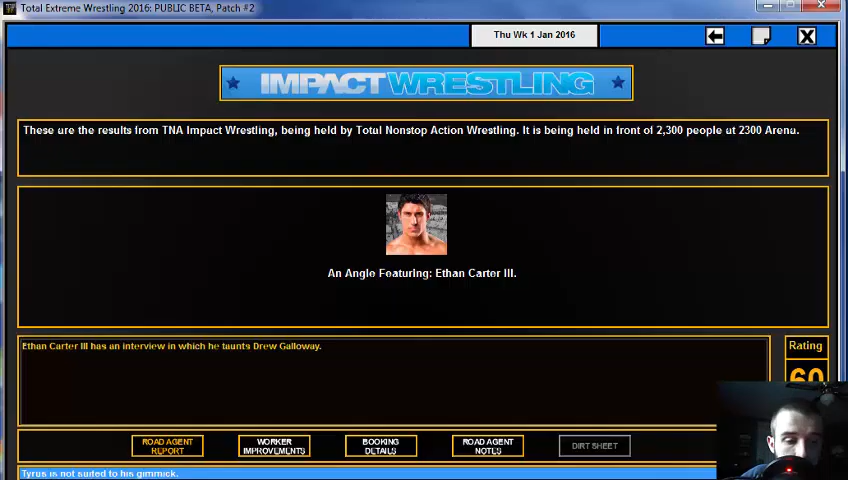 Total Extreme Wrestling 2016: PUBLIC BETA, Patch #2
Thu Wk 1 Jan 2016
IMPACT WRESTLING
These are the results from TNA Impact Wrestling, being held by Total Nonstop Action Wrestling. It is being held in front of 2,300 people at 2300 Arena.
An Angle Featuring: Ethan Carter III.
Ethan Carter III has an interview in which he taunts Drew Galloway.
Rating
60
ROAD AGENT REPORT
WORKER IMPROVEMENTS
BOOKING DETAILS
ROAD AGENT NOTES
DIRT SHEET
Tyrus is not suited to his gimmick.